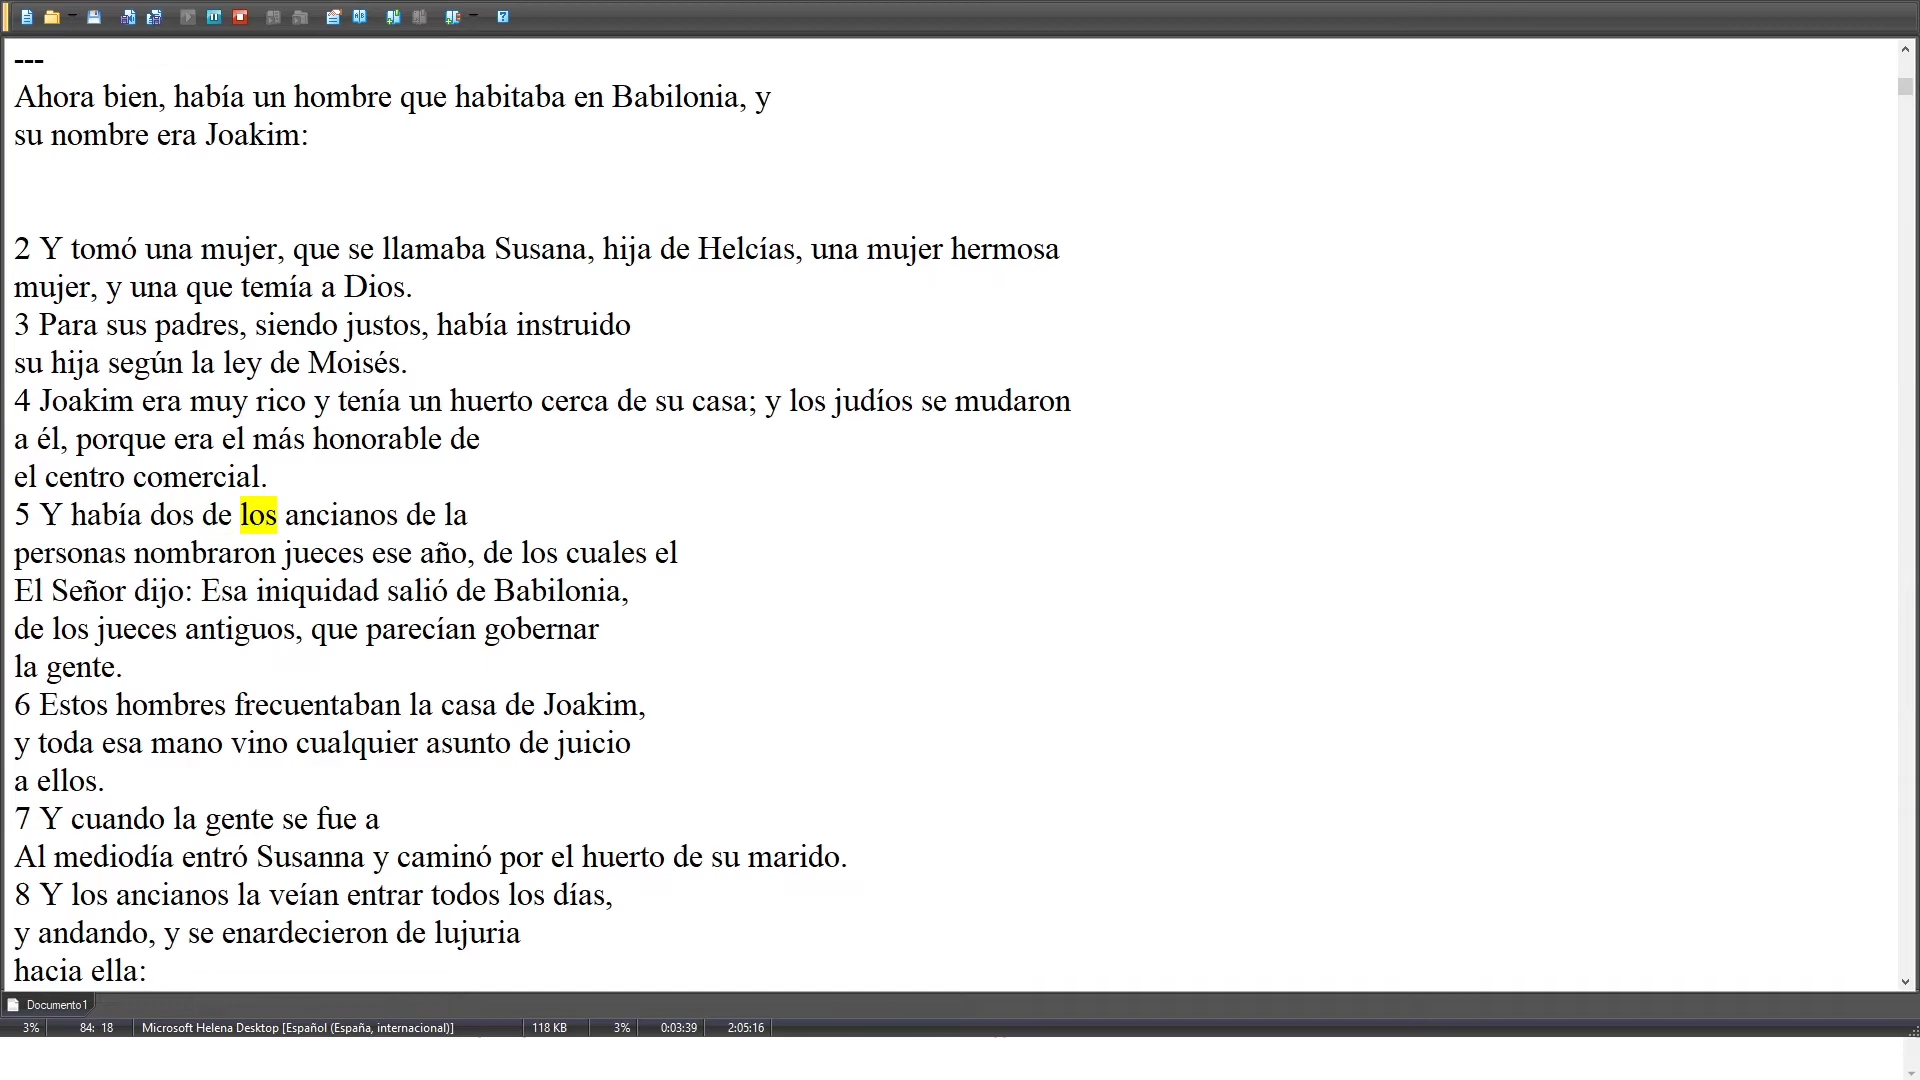 ---
Ahora bien, había un hombre que habitaba en Babilonia, y
su nombre era Joakim:
2 Y tomó una mujer, que se llamaba Susana, hija de Helcías, una mujer hermosa
mujer, y una que temía a Dios.
3 Para sus padres, siendo justos, había instruido
su hija según la ley de Moisés.
4 Joakim era muy rico y tenía un huerto cerca de su casa; y los judíos se mudaron
a él, porque era el más honorable de
el centro comercial.
5 Y había dos de los ancianos de la
personas nombraron jueces ese año, de los cuales el
El Señor dijo: Esa iniquidad salió de Babilonia,
de los jueces antiguos, que parecían gobernar
la gente.
6 Estos hombres frecuentaban la casa de Joakim,
y toda esa mano vino cualquier asunto de juicio
a ellos.
7 Y cuando la gente se fue a
Al mediodía entró Susanna y caminó por el huerto de su marido.
8 Y los ancianos la veían entrar todos los días,
y andando, y se enardecieron de lujuria
hacia ella:
Documento1
3% 84: 18 Microsoft Helena Desktop [Español (España, internacional)] 118 KB 3% 0:03:39 2:05:16